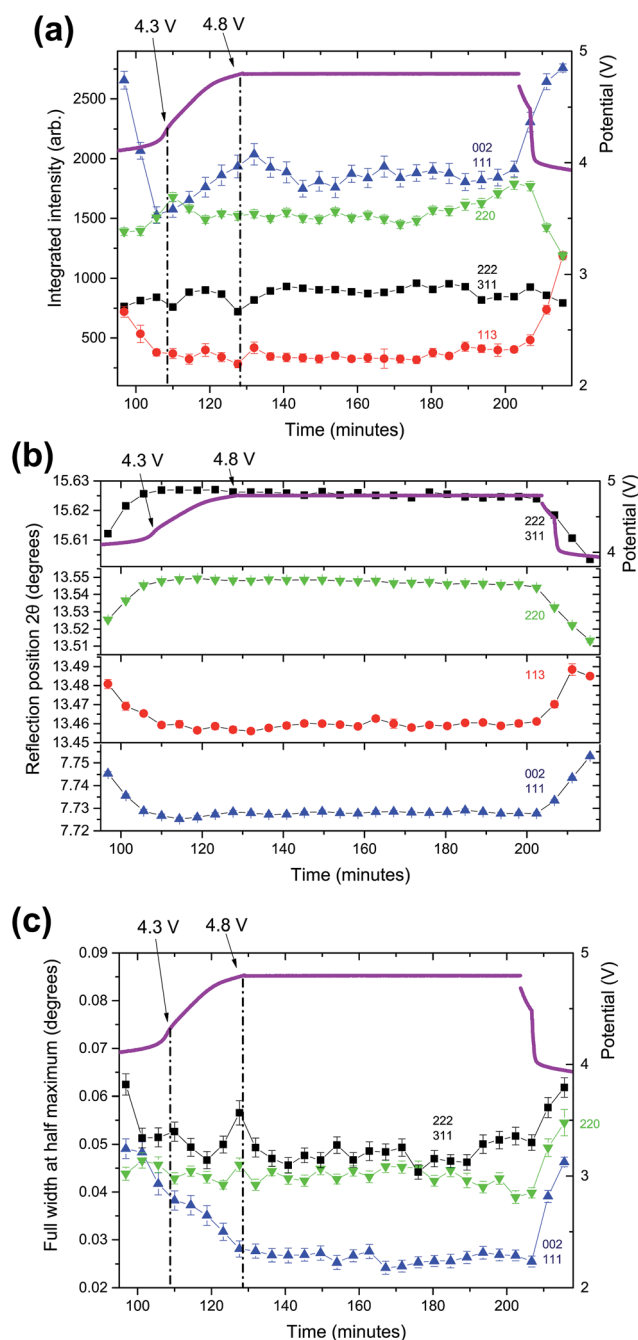 (a)
4.3 V
4.8 V
Integrated intensity (arb.)
2500
2000
1500
1000
500
5
4
3
2
Potential (V)
002
111
220
222
311
113
100 120 140 160 180 200
Time (minutes)
(b)
4.3 V
4.8 V
Reflection position 2θ (degrees)
15.63
15.62
15.61
5
4
Potential (V)
222
311
13.55
13.54
13.53
13.52
13.51
220
13.49
13.48
13.47
13.46
13.45
113
7.75
7.74
7.73
7.72
002
111
100 120 140 160 180 200
Time (minutes)
(c)
4.3 V
4.8 V
Full width at half maximum (degrees)
0.09
0.08
0.07
0.06
0.05
0.04
0.03
0.02
5
4
3
2
Potential (V)
222
311
220
002
111
100 120 140 160 180 200
Time (minutes)